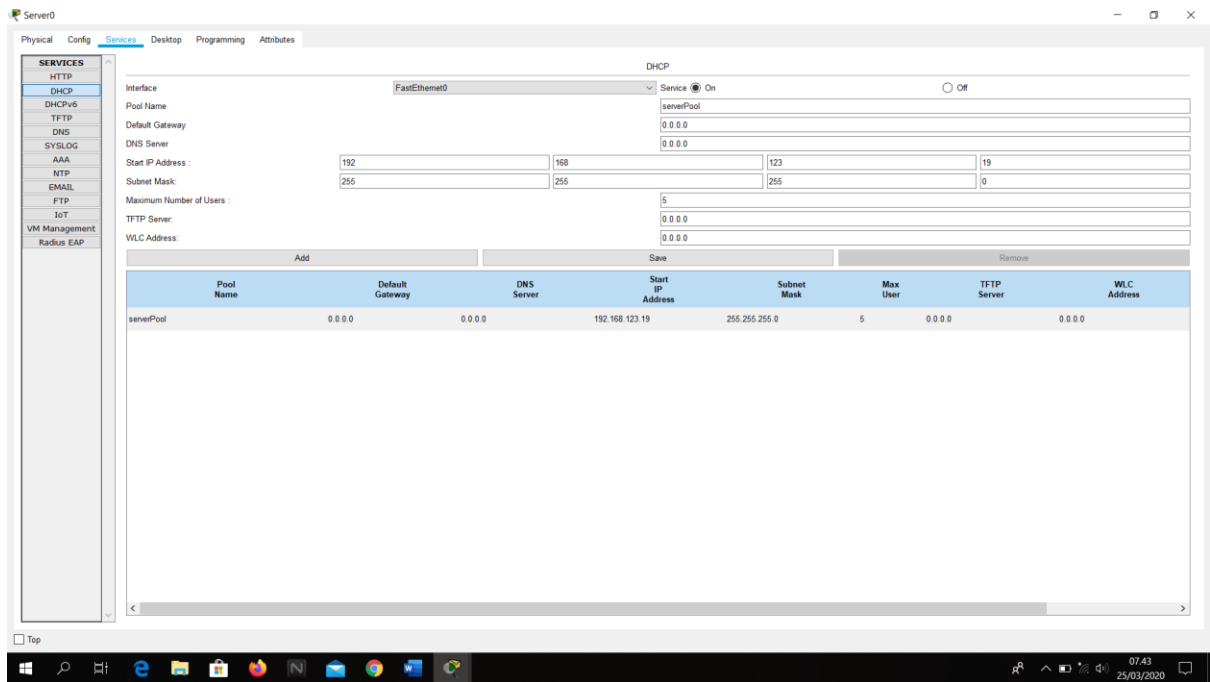 Server0
Physical Config Services Desktop Programming Attributes
SERVICES
HTTP
DHCP
DHCPv6
TFTP
DNS
SYSLOG
AAA
NTP
EMAIL
FTP
IoT
VM Management
Radius EAP
DHCP
Interface FastEthernet0 Service On Off
Pool Name serverPool
Default Gateway 0.0.0.0
DNS Server 0.0.0.0
Start IP Address : 192 168 123 19
Subnet Mask: 255 255 255 0
Maximum Number of Users : 5
TFTP Server: 0.0.0.0
WLC Address: 0.0.0.0
Add Save Remove
Pool Name Default Gateway DNS Server Start IP Address Subnet Mask Max User TFTP Server WLC Address
serverPool 0.0.0.0 0.0.0.0 192.168.123.19 255.255.255.0 5 0.0.0.0 0.0.0.0
Top
07.43
25/03/2020